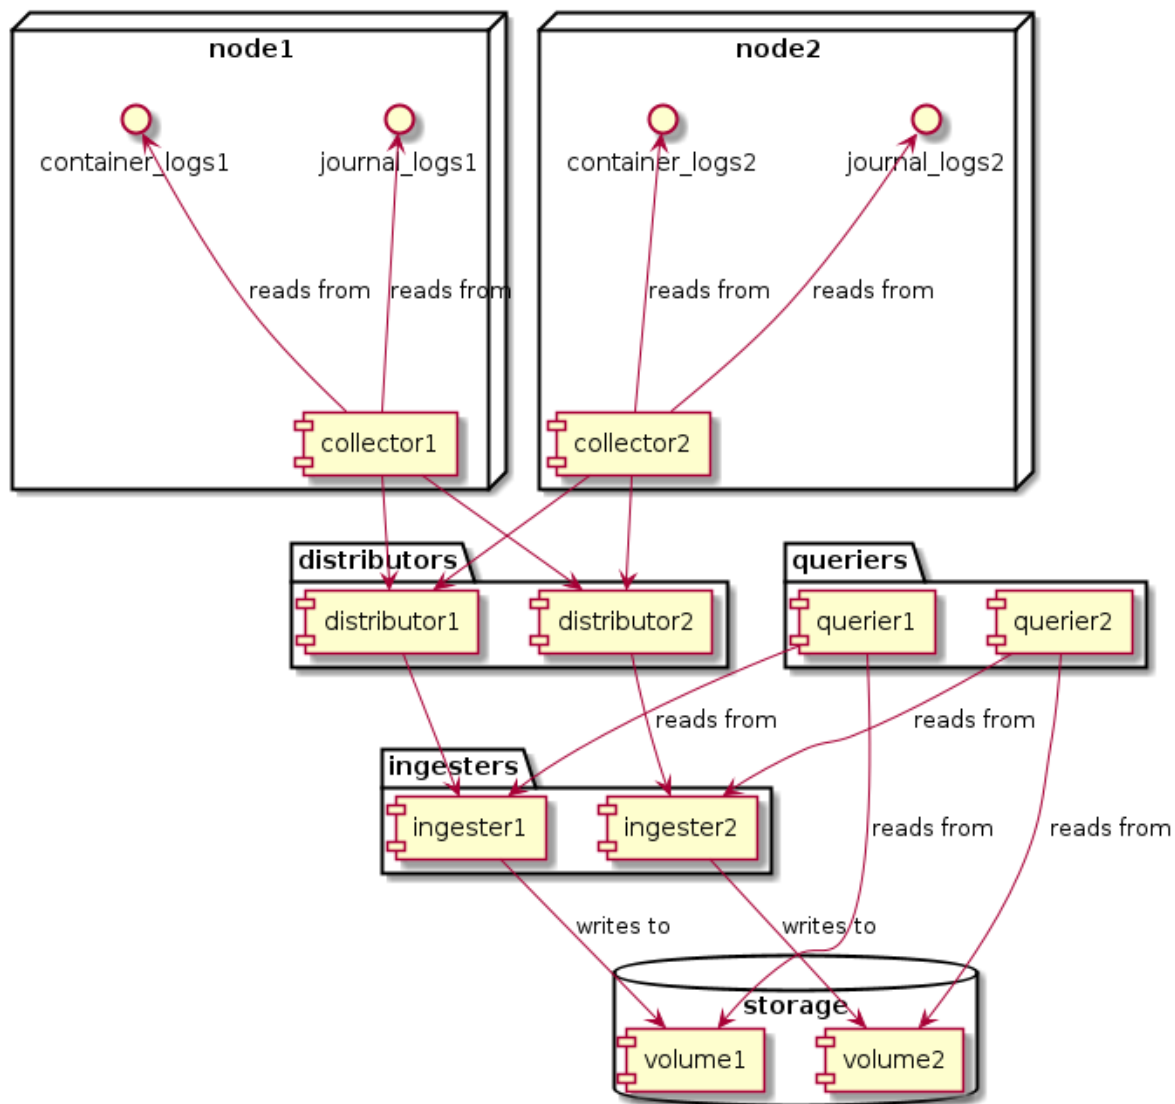 node1
node2
container_logs1
journal_logs1
container_logs2
journal_logs2
reads from
reads from
reads from
reads from
collector1
collector2
distributors
queriers
distributor1
distributor2
querier1
querier2
reads from
reads from
ingesters
ingester1
ingester2
reads from
reads from
writes to
writes to
storage
volume1
volume2